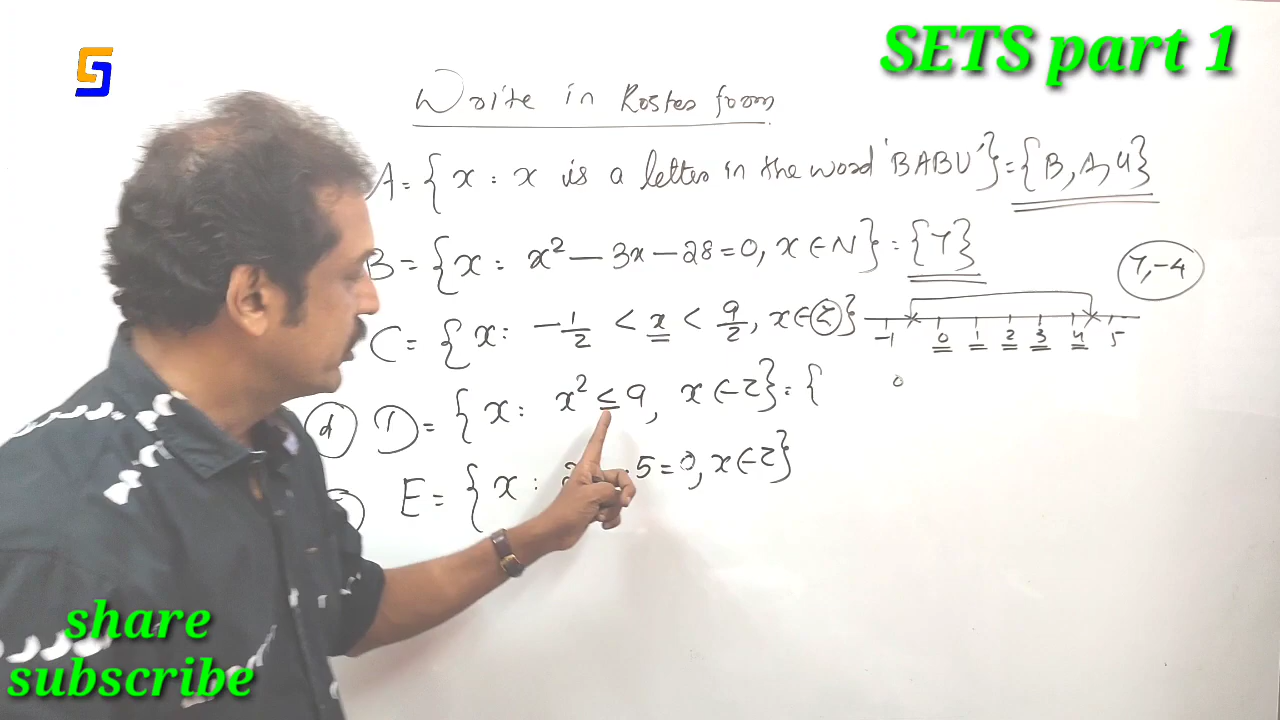 SETS part 1
Write in Roster form
A = { x : x is a letter in the word 'BABU' } = { B, A, U }
B = { x : x² – 3x – 28 = 0, x ∈ N } = { 7 }
7, -4
C = { x : -1/2 < x < 9/2, x ∈ Z }
-1 0 1 2 3 4 5
d D = { x : x² ≤ 9, x ∈ Z } = { 0
E = { x : 5 = 0, x ∈ Z }
share
subscribe